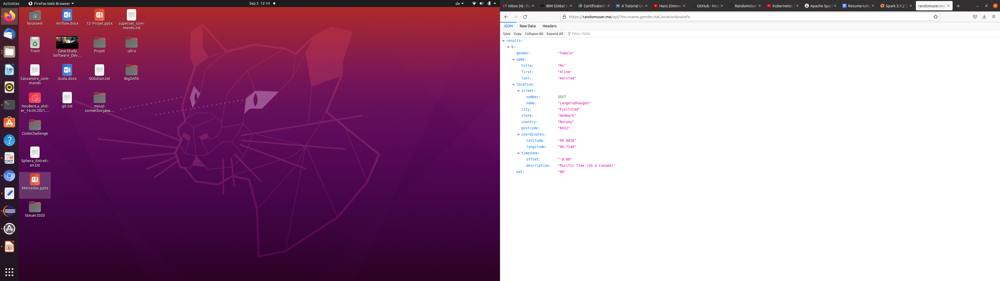 Activities
Firefox Web Browser
Sep 5 12:14
de
houssem
Airflow.docx
12-Projet.pptx
superset_com-
mands.txt
Trash
Case Study
Software_Dev...
Projet
ultra
Cassandra_com-
mands
Scala.docx
SOlution.txt
BigDATA
HouBenLa_elst-
er_14.04.2021...
git.txt
mysql-
connector-java...
CodeChallenge
Sphera_Entreti-
en.txt
Mercedes.pptx
Steuer2020
Inbox (4) - ho
IBM Global C
CertificateSP
A Tutorial Us
Hans Zimmer
GitHub - Hou
RandomUser
Kubernetes T
Apache Spark
Resume-Ude
Spark 3.1.2 S
randomuser.me/
https://randomuser.me/api/?inc=name,gender,nat,location&noinfo
JSON Raw Data Headers
Save Copy Collapse All Expand All Filter JSON
results:
0:
gender: "female"
name:
title: "Ms"
first: "Aline"
last: "Aarstad"
location:
street:
number: 3557
name: "Langerudhaugen"
city: "Fjellstad"
state: "Hedmark"
country: "Norway"
postcode: "8432"
coordinates:
latitude: "49.9828"
longitude: "96.7148"
timezone:
offset: "-8:00"
description: "Pacific Time (US & Canada)"
nat: "NO"